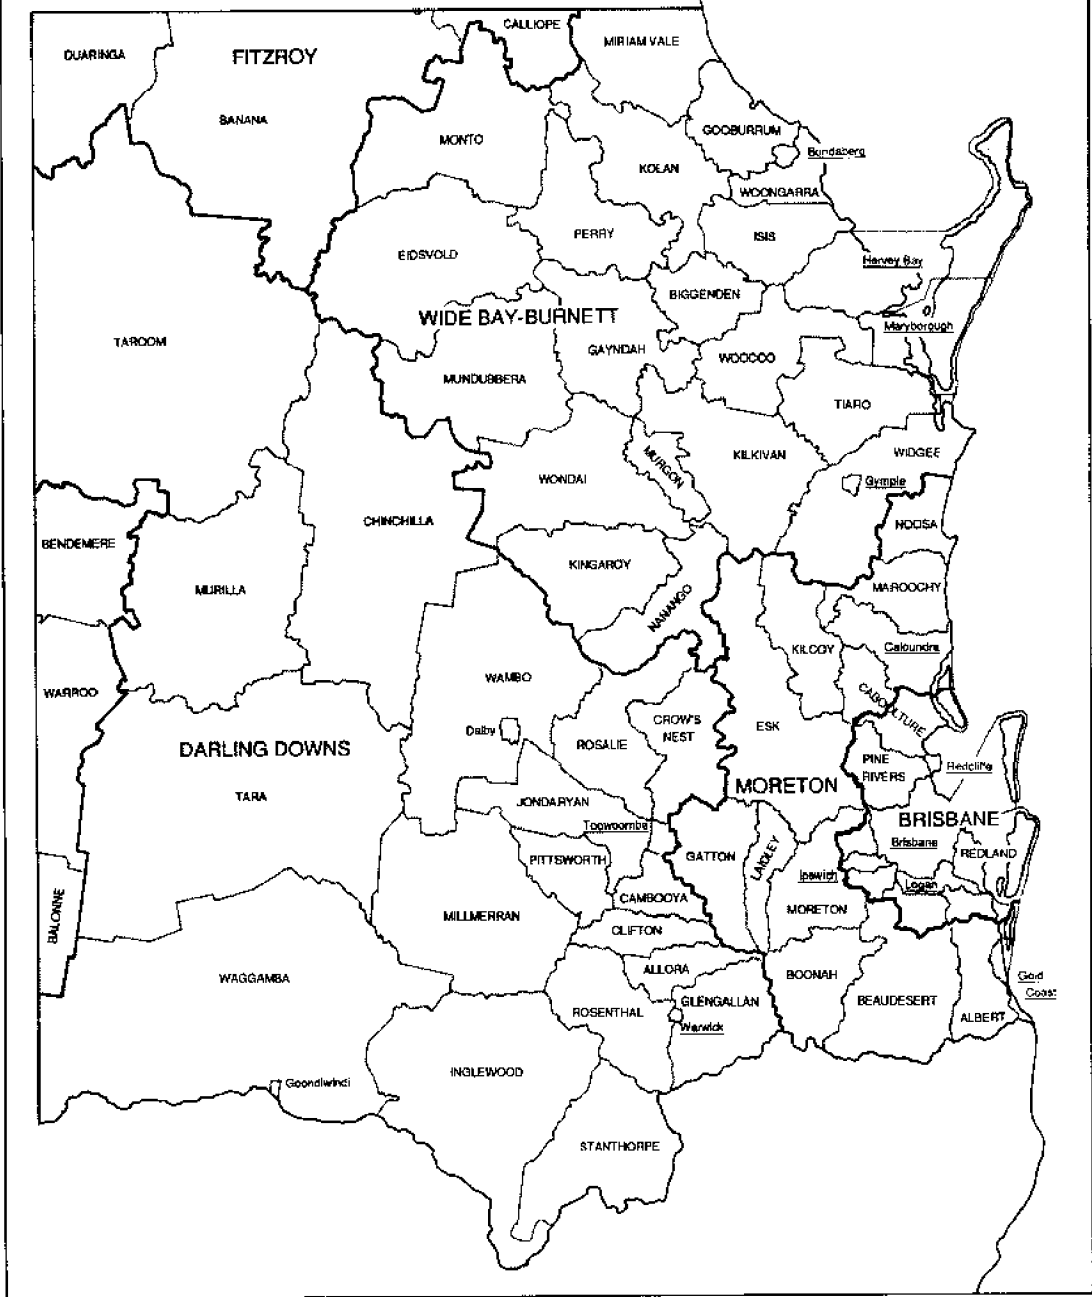 CALLIOPE
MIRIAM VALE
DUARINGA
FITZROY
BANANA
GOOBURRUM
MONTO
Bundaberg
KOLAN
WOONGARRA
PERRY
ISIS
EIDSVOLD
Hervey Bay
BIGGENDEN
WIDE BAY-BURNETT
Maryborough
TAROOM
GAYNDAH
WOOCOO
MUNDUBBERA
TIARO
WIDGEE
KILKIVAN
MURGON
WONDAI
Gympie
CHINCHILLA
NOOSA
BENDEMERE
KINGAROY
MURILLA
MAROOCHY
NANANGO
KILCOY
Caloundra
WAMBO
WARROO
CABOOLTURE
CROW'S
NEST
ESK
Dalby
ROSALIE
DARLING DOWNS
PINE
RIVERS
Redcliffe
MORETON
TARA
JONDARYAN
BRISBANE
Toowoomba
Brisbane
GATTON
LAIDLEY
REDLAND
PITTSWORTH
Ipswich
Logan
CAMBOOYA
MORETON
BALONNE
MILLMERRAN
CLIFTON
ALLORA
BOONAH
WAGGAMBA
Gold
Coast
GLENGALLAN
BEAUDESERT
ROSENTHAL
ALBERT
Warwick
INGLEWOOD
Goondiwindi
STANTHORPE